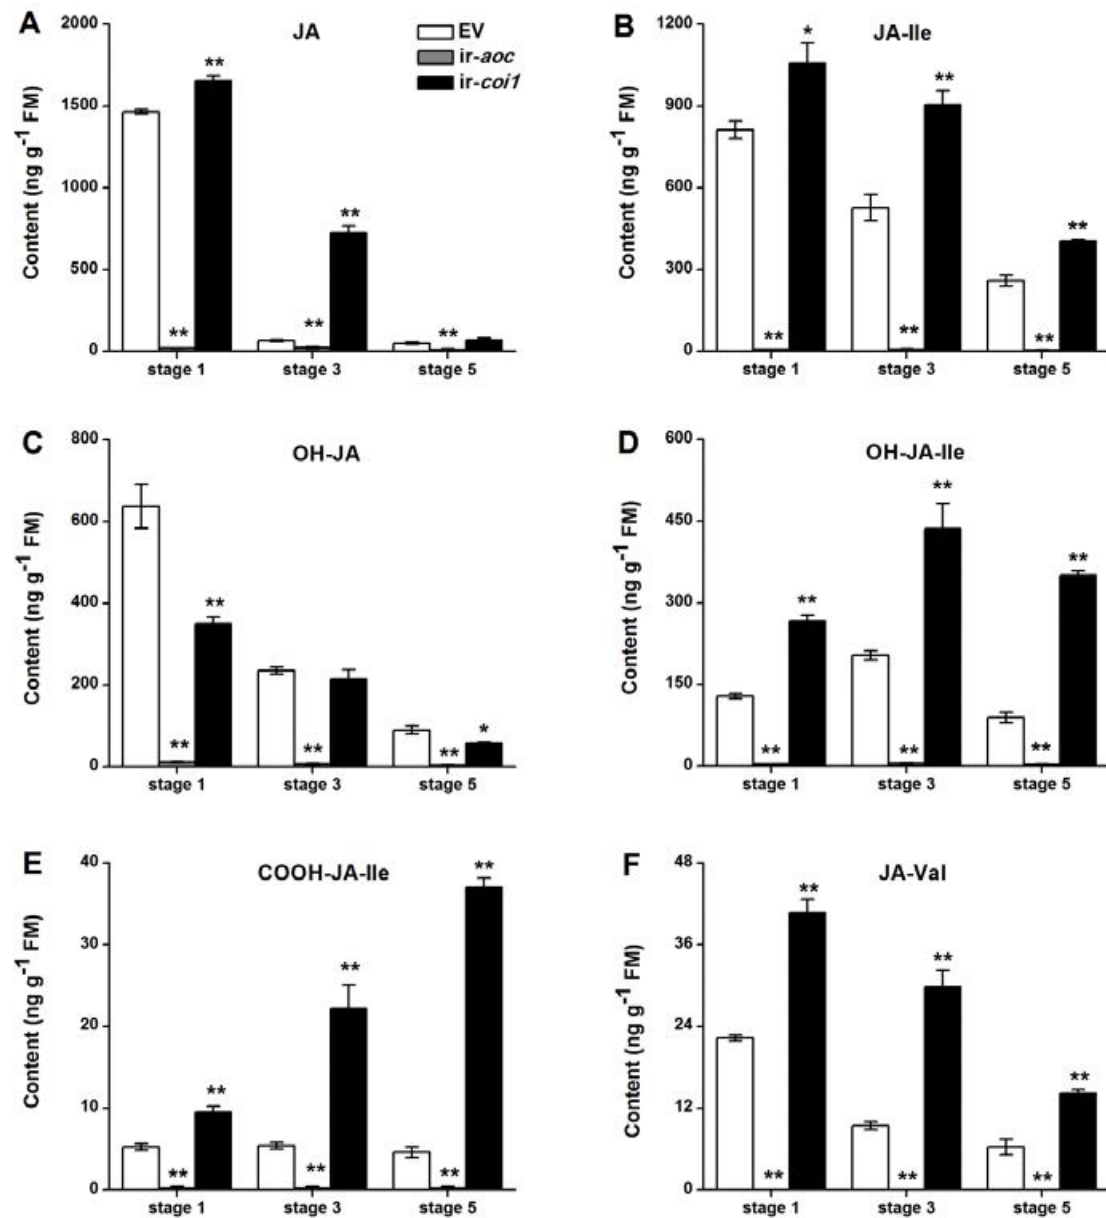 A
JA
EV
ir-aoc
ir-coi1
Content (ng g⁻¹ FM)
2000
1500
1000
500
0
**
**
**
**
**
stage 1
stage 3
stage 5
B
JA-Ile
Content (ng g⁻¹ FM)
1200
900
600
300
0
*
**
**
**
**
**
stage 1
stage 3
stage 5
C
OH-JA
Content (ng g⁻¹ FM)
800
600
400
200
0
**
**
**
**
*
stage 1
stage 3
stage 5
D
OH-JA-Ile
Content (ng g⁻¹ FM)
600
450
300
150
0
**
**
**
**
**
**
stage 1
stage 3
stage 5
E
COOH-JA-Ile
Content (ng g⁻¹ FM)
40
30
20
10
0
**
**
**
**
**
**
stage 1
stage 3
stage 5
F
JA-Val
Content (ng g⁻¹ FM)
48
36
24
12
0
**
**
**
**
**
**
stage 1
stage 3
stage 5